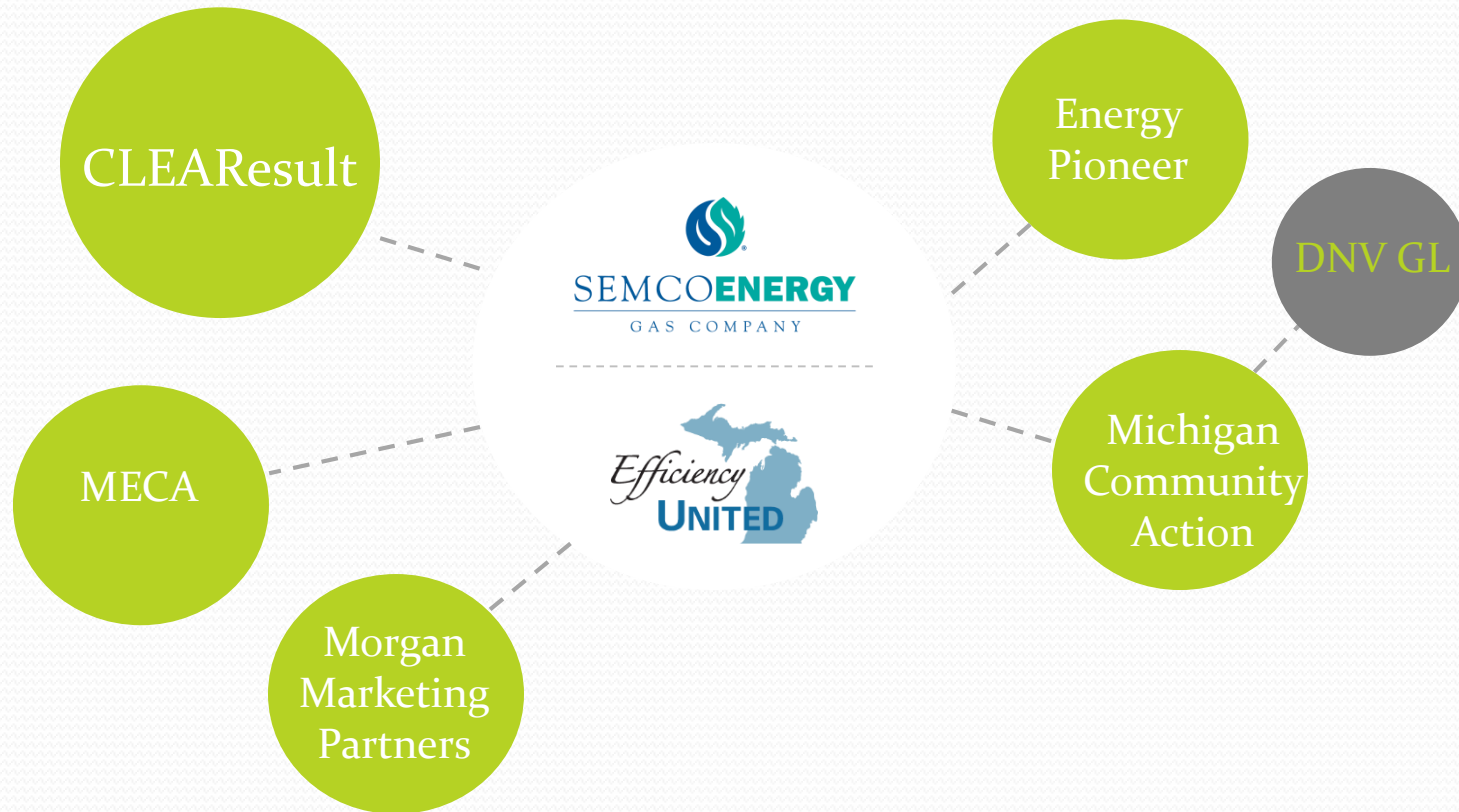 CLEAResult
Energy
Pioneer
DNV GL
SEMCOENERGY
GAS COMPANY
Michigan
Community
Action
MECA
Efficiency
UNITED
Morgan
Marketing
Partners